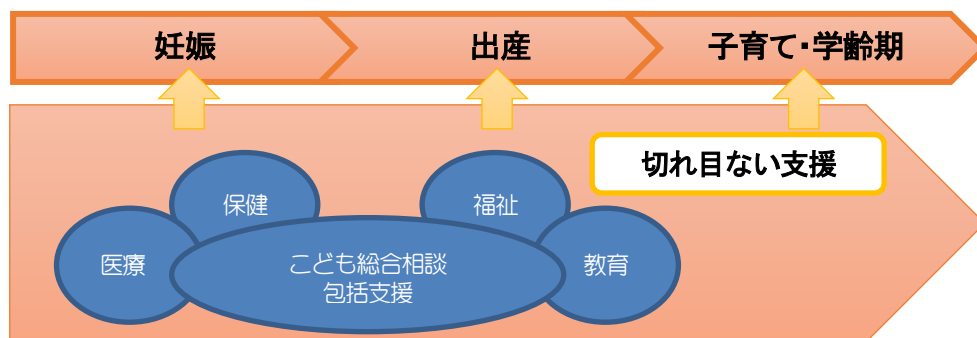 妊娠
出産
子育て・学齢期
切れ目ない支援
保健
福祉
医療
こども総合相談
包括支援
教育